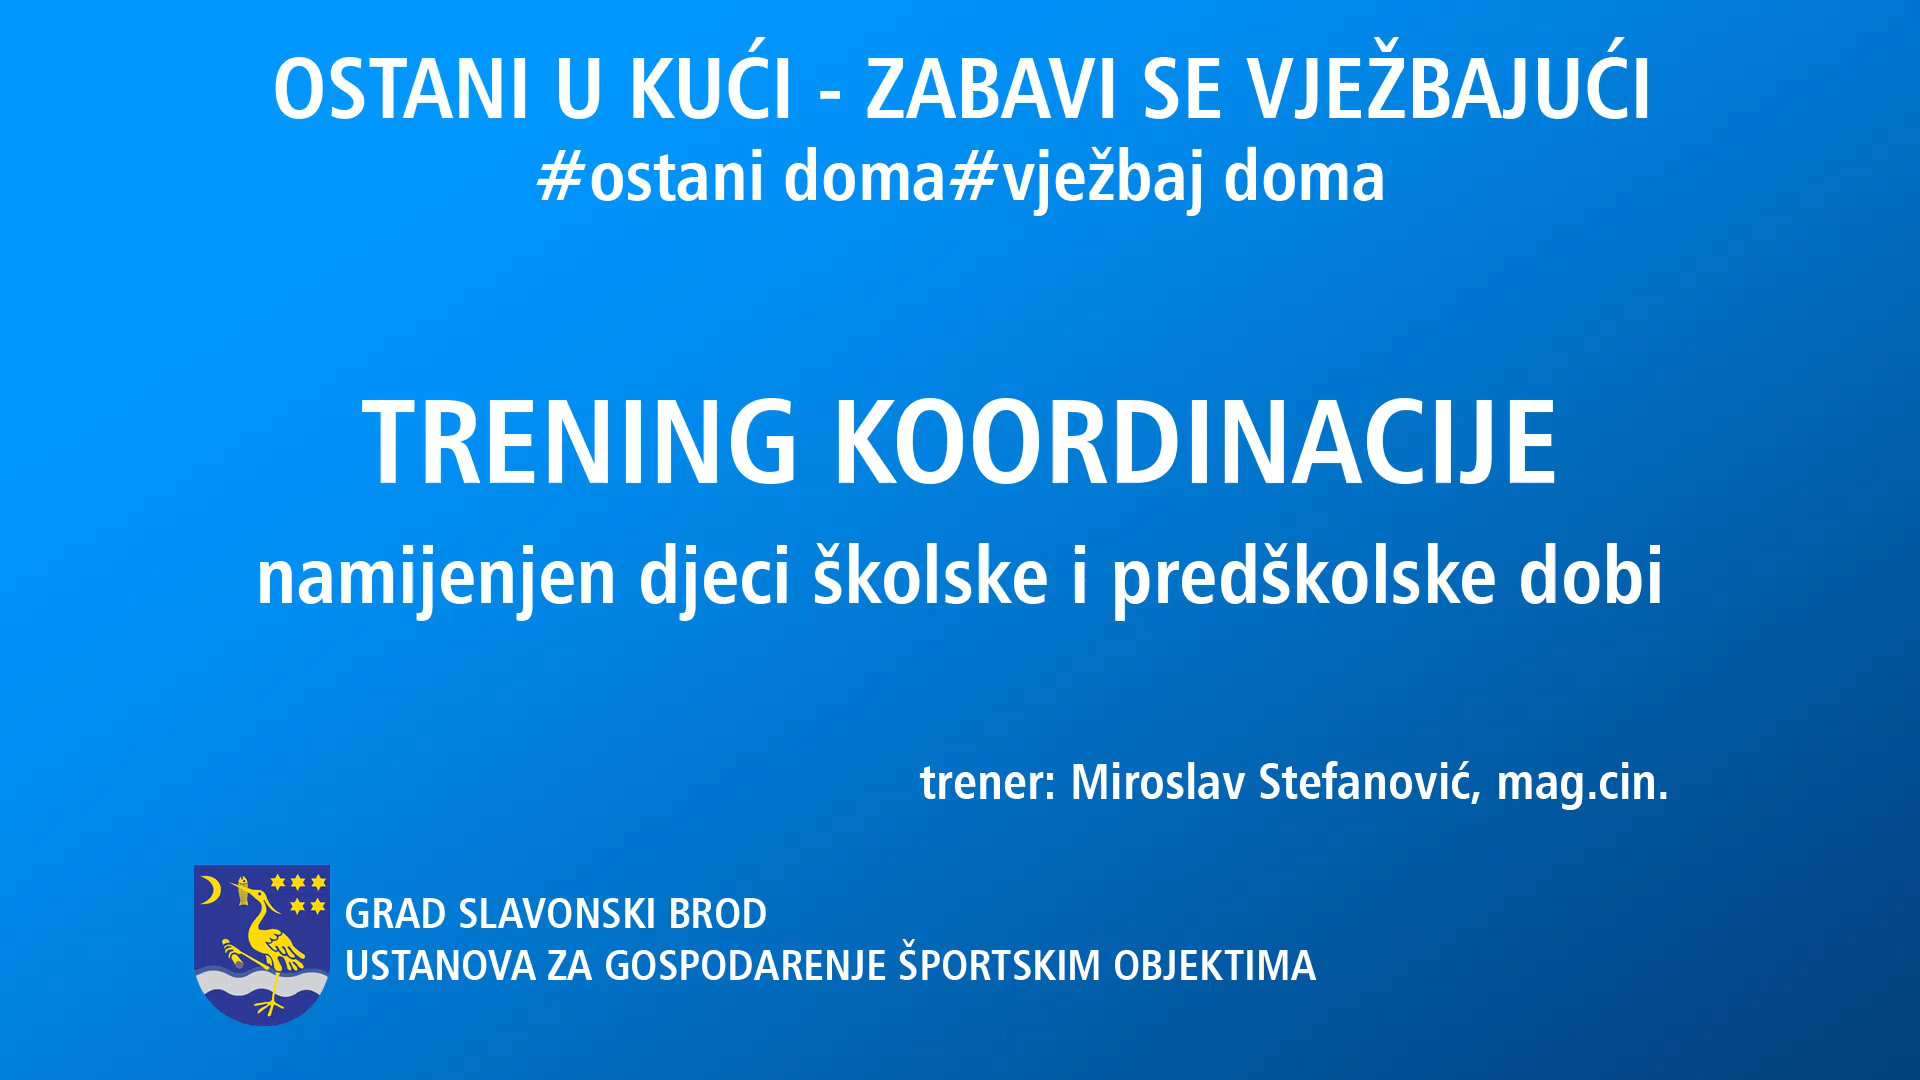 OSTANI U KUĆI - ZABAVI SE VJEŽBAJUĆI
#ostani doma#vježbaj doma
TRENING KOORDINACIJE
namijenjen djeci školske i predškolske dobi
trener: Miroslav Stefanović, mag.cin.
GRAD SLAVONSKI BROD
USTANOVA ZA GOSPODARENJE ŠPORTSKIM OBJEKTIMA